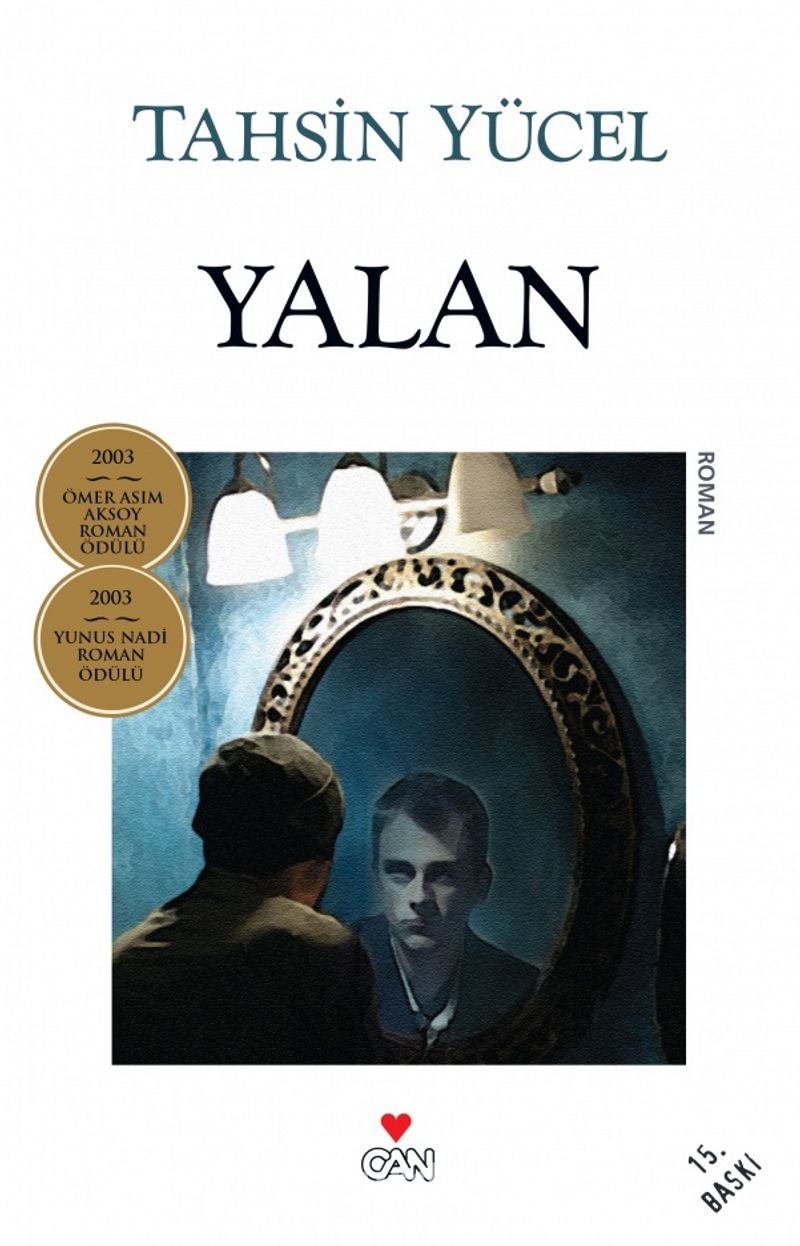 TAHSİN YÜCEL
YALAN
2003
ÖMER ASIM
AKSOY
ROMAN
ÖDÜLÜ
2003
YUNUS NADİ
ROMAN
ÖDÜLÜ
ROMAN
CAN
15.
BASKI